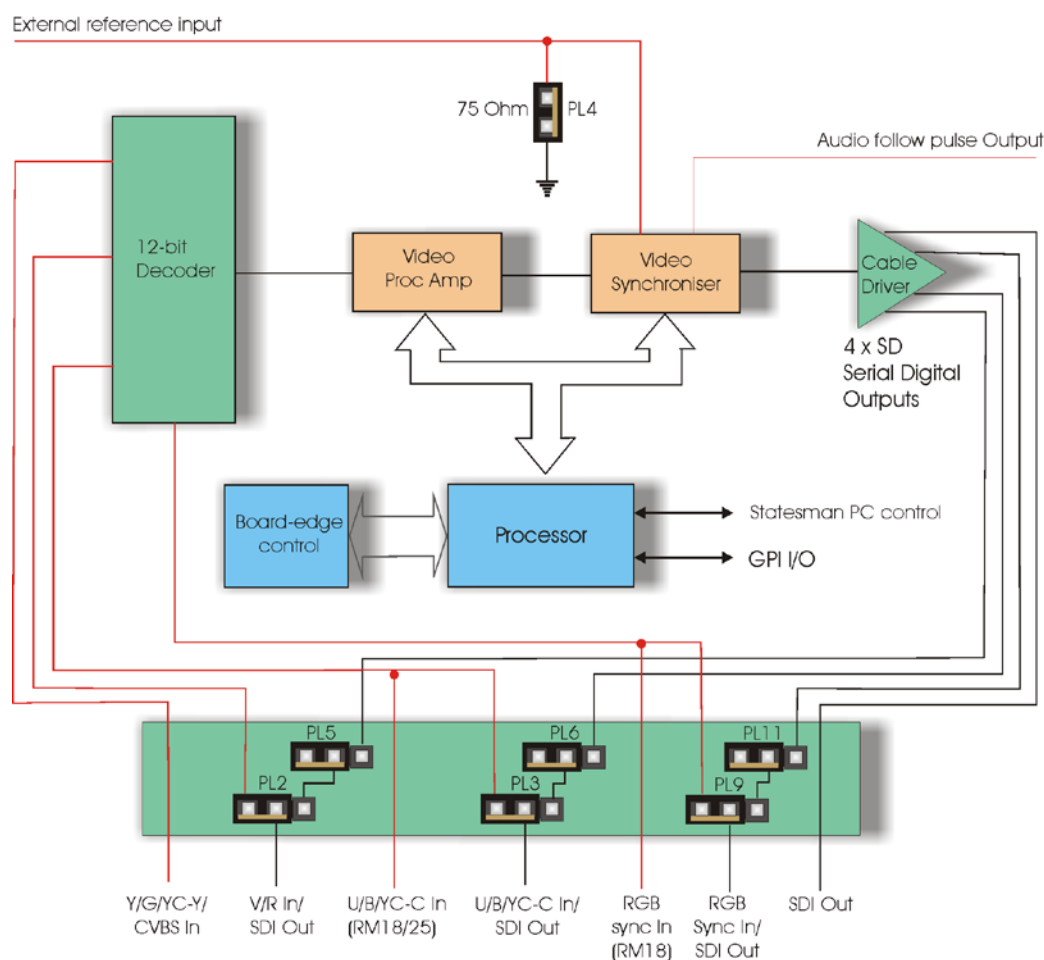 External reference input
75 Ohm
PL4
Audio follow pulse Output
12-bit
Decoder
Video
Proc Amp
Video
Synchroniser
Cable
Driver
4 x SD
Serial Digital
Outputs
Board-edge
control
Processor
Statesman PC control
GPI I/O
PL5
PL6
PL11
PL2
PL3
PL9
Y/G/YC-Y/
CVBS In
V/R In/
SDI Out
U/B/YC-C In
(RM18/25)
U/B/YC-C In/
SDI Out
RGB
sync In
(RM18)
RGB
Sync In/
SDI Out
SDI Out